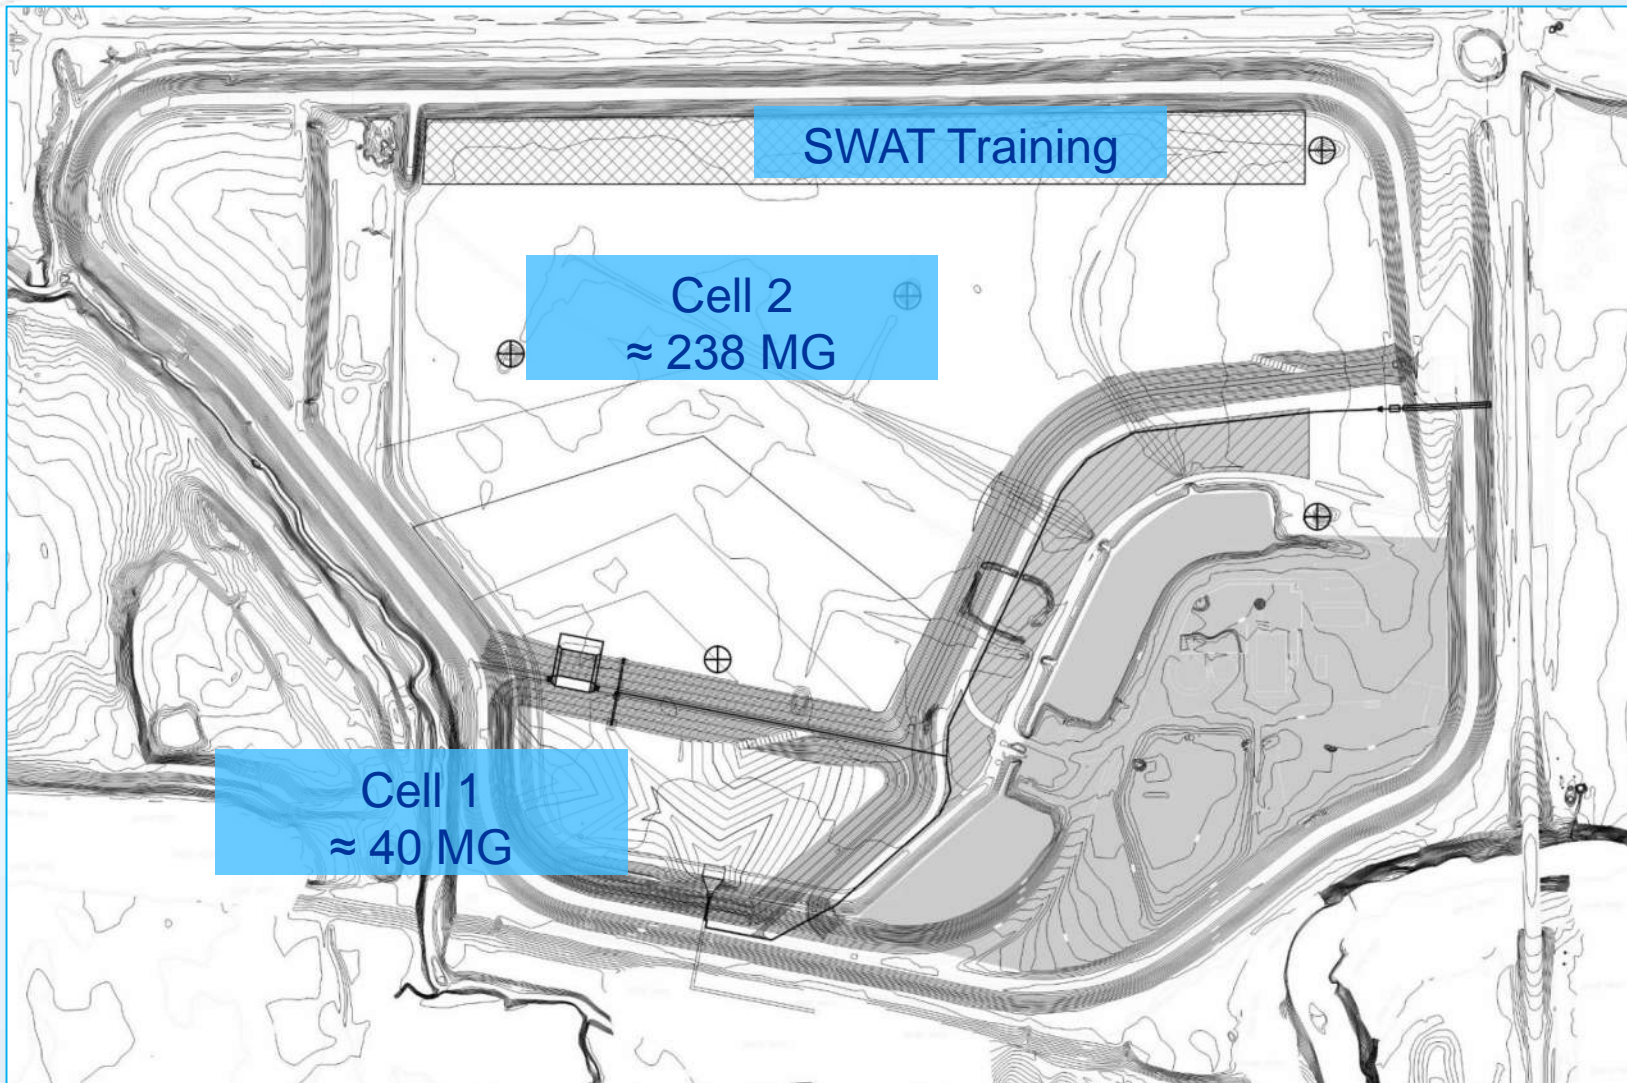 SWAT Training
Cell 2
≈ 238 MG
Cell 1
≈ 40 MG